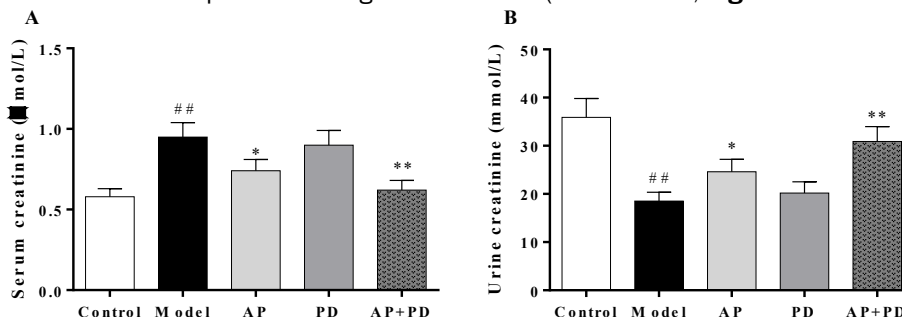 A
B
Serum creatinine (mmol/L)
1.5
1.0
0.5
0.0
##
*
**
Control Model AP PD AP+PD
Urine creatinine (mmol/L)
50
40
30
20
10
0
##
*
**
Control Model AP PD AP+PD